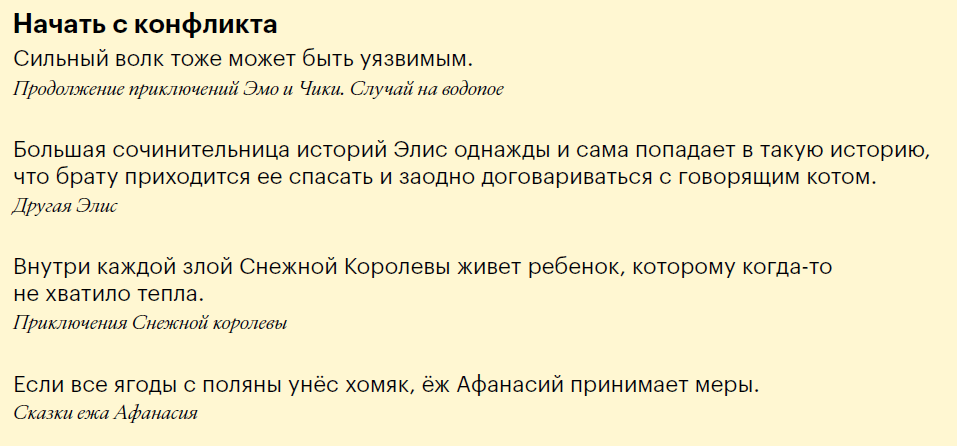 Начать с конфликта
Сильный волк тоже может быть уязвимым.
Продолжение приключений Эмо и Чики. Случай на водопое
Большая сочинительница историй Элис однажды и сама попадает в такую историю,
что брату приходится ее спасать и заодно договариваться с говорящим котом.
Другая Элис
Внутри каждой злой Снежной Королевы живет ребенок, которому когда-то
не хватило тепла.
Приключения Снежной королевы
Если все ягоды с поляны унёс хомяк, ёж Афанасий принимает меры.
Сказки ежа Афанасия